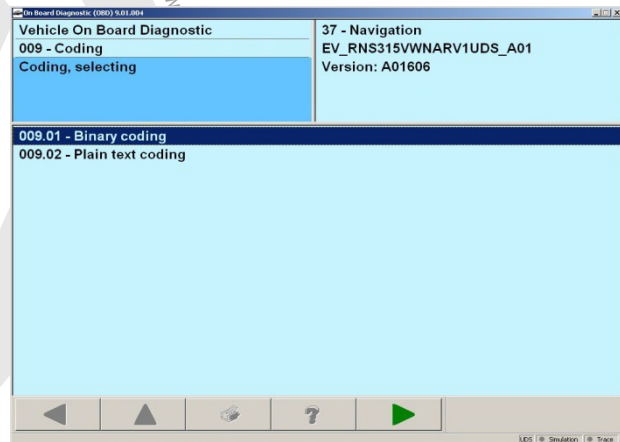 On Board Diagnostic (OBD) 9.01.004
Vehicle On Board Diagnostic
009 - Coding
Coding, selecting
37 - Navigation
EV_RNS315VWNARV1UDS_A01
Version: A01606
009.01 - Binary coding
009.02 - Plain text coding
UDS Simulation Trace